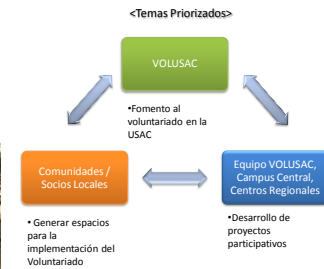 <Temas Priorizados>
VOLUSAC
•Fomento al
voluntariado en la
USAC
Comunidades /
Socios Locales
Equipo VOLUSAC,
Campus Central,
Centros Regionales
• Generar espacios
para la
implementación del
Voluntariado
•Desarrollo de
proyectos
participativos